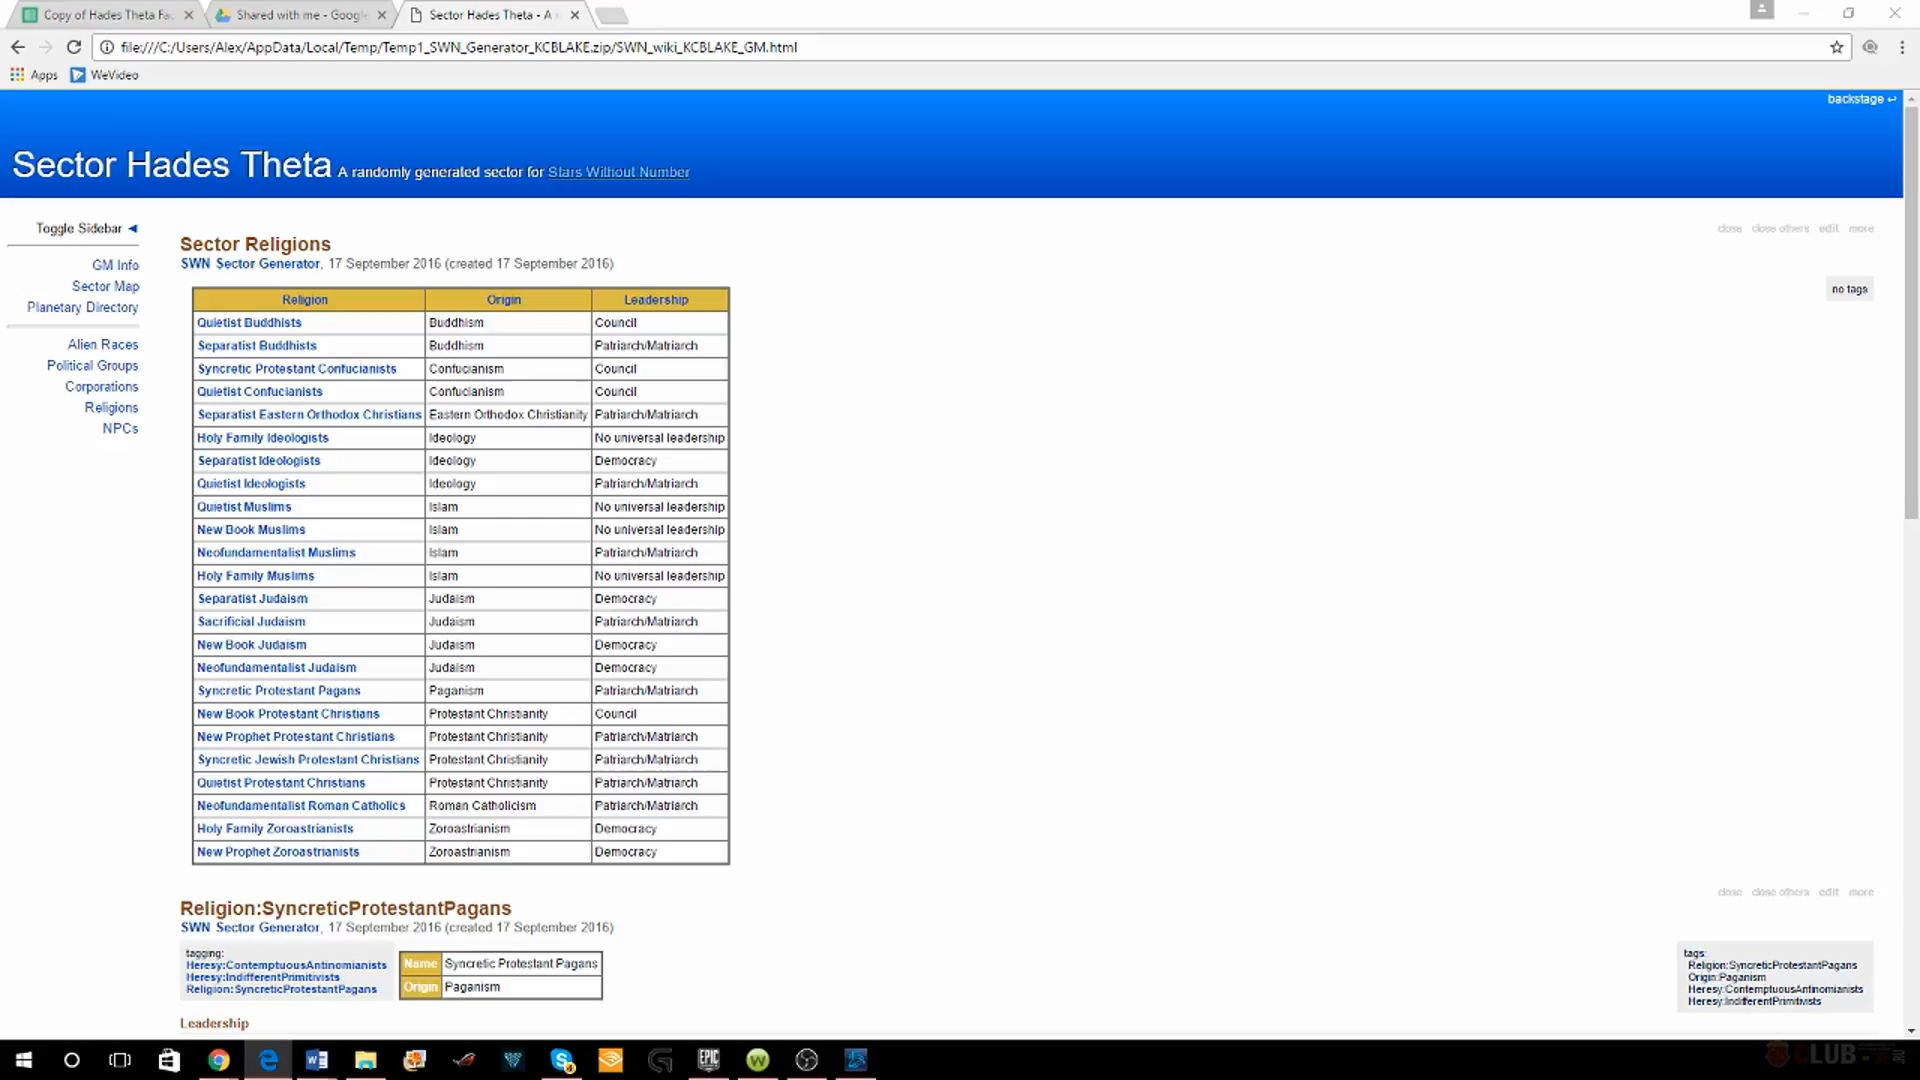 Copy of Hades Theta Fac
Shared with me - Google
Sector Hades Theta - A
file:///C:/Users/Alex/AppData/Local/Temp/Temp1_SWN_Generator_KCBLAKE.zip/SWN_wiki_KCBLAKE_GM.html
Apps WeVideo
backstage ↩
Sector Hades Theta A randomly generated sector for Stars Without Number
Toggle Sidebar ◄
GM Info
Sector Map
Planetary Directory
Alien Races
Political Groups
Corporations
Religions
NPCs
close close others edit more
Sector Religions
SWN Sector Generator, 17 September 2016 (created 17 September 2016)
no tags
Religion Origin Leadership
Quietist Buddhists Buddhism Council
Separatist Buddhists Buddhism Patriarch/Matriarch
Syncretic Protestant Confucianists Confucianism Council
Quietist Confucianists Confucianism Council
Separatist Eastern Orthodox Christians Eastern Orthodox Christianity Patriarch/Matriarch
Holy Family Ideologists Ideology No universal leadership
Separatist Ideologists Ideology Democracy
Quietist Ideologists Ideology Patriarch/Matriarch
Quietist Muslims Islam No universal leadership
New Book Muslims Islam No universal leadership
Neofundamentalist Muslims Islam Patriarch/Matriarch
Holy Family Muslims Islam No universal leadership
Separatist Judaism Judaism Democracy
Sacrificial Judaism Judaism Patriarch/Matriarch
New Book Judaism Judaism Democracy
Neofundamentalist Judaism Judaism Democracy
Syncretic Protestant Pagans Paganism Patriarch/Matriarch
New Book Protestant Christians Protestant Christianity Council
New Prophet Protestant Christians Protestant Christianity Patriarch/Matriarch
Syncretic Jewish Protestant Christians Protestant Christianity Patriarch/Matriarch
Quietist Protestant Christians Protestant Christianity Patriarch/Matriarch
Neofundamentalist Roman Catholics Roman Catholicism Patriarch/Matriarch
Holy Family Zoroastrianists Zoroastrianism Democracy
New Prophet Zoroastrianists Zoroastrianism Democracy
close close others edit more
Religion:SyncreticProtestantPagans
SWN Sector Generator, 17 September 2016 (created 17 September 2016)
tagging:
Heresy:ContemptuousAntinomianists
Heresy:IndifferentPrimitivists
Religion:SyncreticProtestantPagans
Name Syncretic Protestant Pagans
Origin Paganism
tags:
Religion:SyncreticProtestantPagans
Origin:Paganism
Heresy:ContemptuousAntinomianists
Heresy:IndifferentPrimitivists
Leadership
EPIC
CLUB